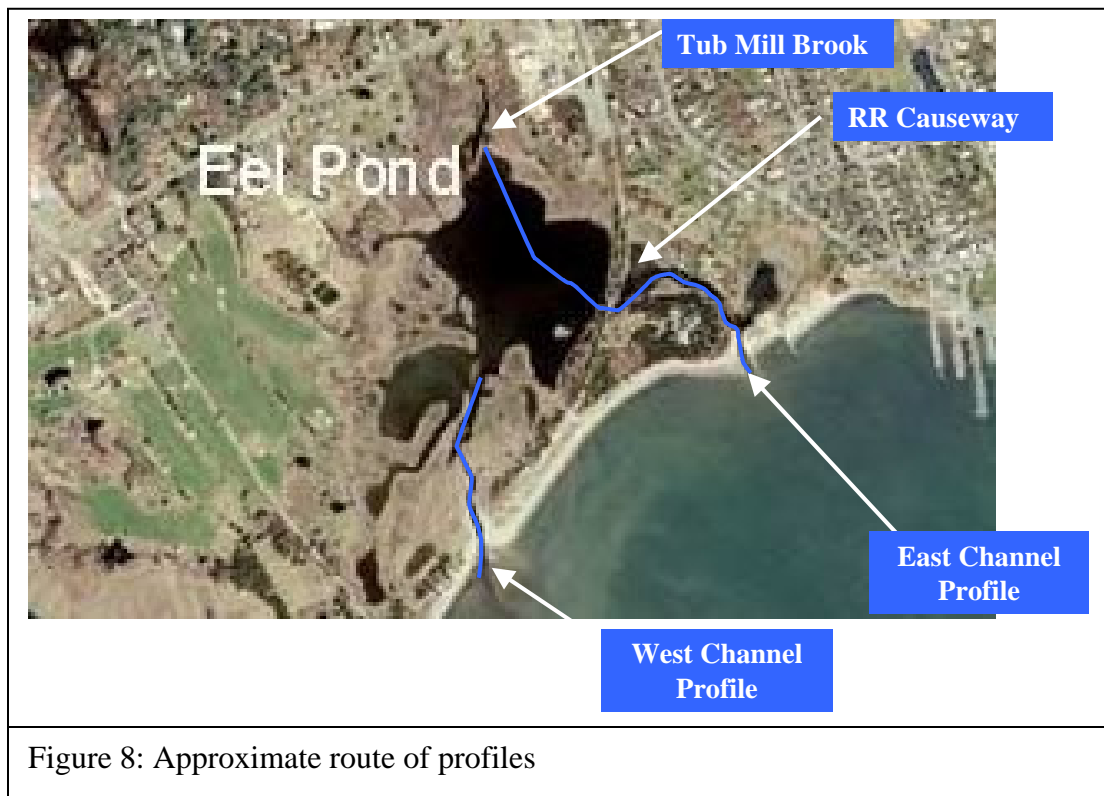 Tub Mill Brook
RR Causeway
Eel Pond
East Channel
Profile
West Channel
Profile
Figure 8: Approximate route of profiles